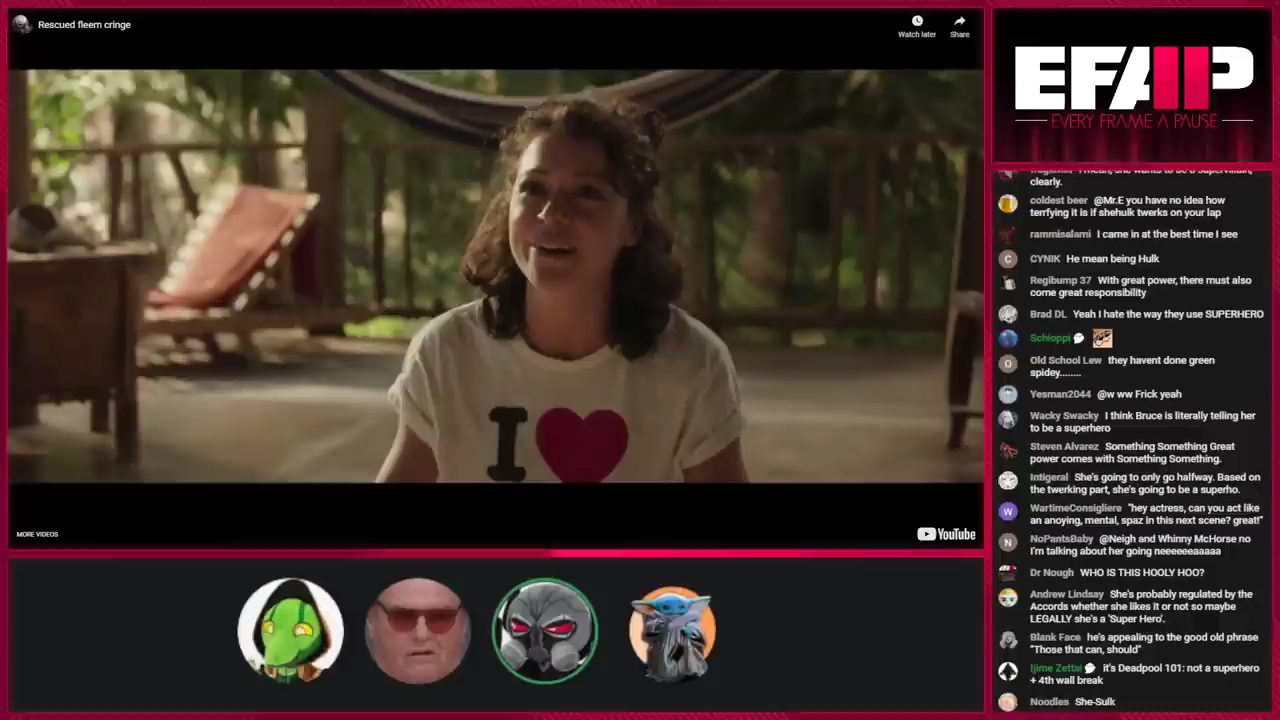 Rescued fleem cringe
Watch later
Share
I
MORE VIDEOS
YouTube
EFAP
EVERY FRAME A PAUSE
clearly.
coldest beer @Mr.E you have no idea how
terrfying it is if shehulk twerks on your lap
rammisalami I came in at the best time I see
C
CYNIK He mean being Hulk
Regibump 37 With great power, there must also
come great responsibility
Brad DL Yeah I hate the way they use SUPERHERO
Schioppi
O
Old School Lew they havent done green
spidey........
Yesman2044 @w ww Frick yeah
Wacky Swacky I think Bruce is literally telling her
to be a superhero
Steven Alvarez Something Something Great
power comes with Something Something.
Intigeral She's going to only go halfway. Based on
the twerking part, she's going to be a superho.
W
WartimeConsigliere "hey actress, can you act like
an anoying, mental, spaz in this next scene? great!"
N
NoPantsBaby @Neigh and Whinny McHorse no
I'm talking about her going neeeeeaaaaa
Dr Nough WHO IS THIS HOOLY HOO?
Andrew Lindsay She's probably regulated by the
Accords whether she likes it or not so maybe
LEGALLY she's a 'Super Hero'.
Blank Face he's appealing to the good old phrase
"Those that can, should"
Ijime Zettai it's Deadpool 101: not a superhero
+ 4th wall break
Noodles She-Sulk